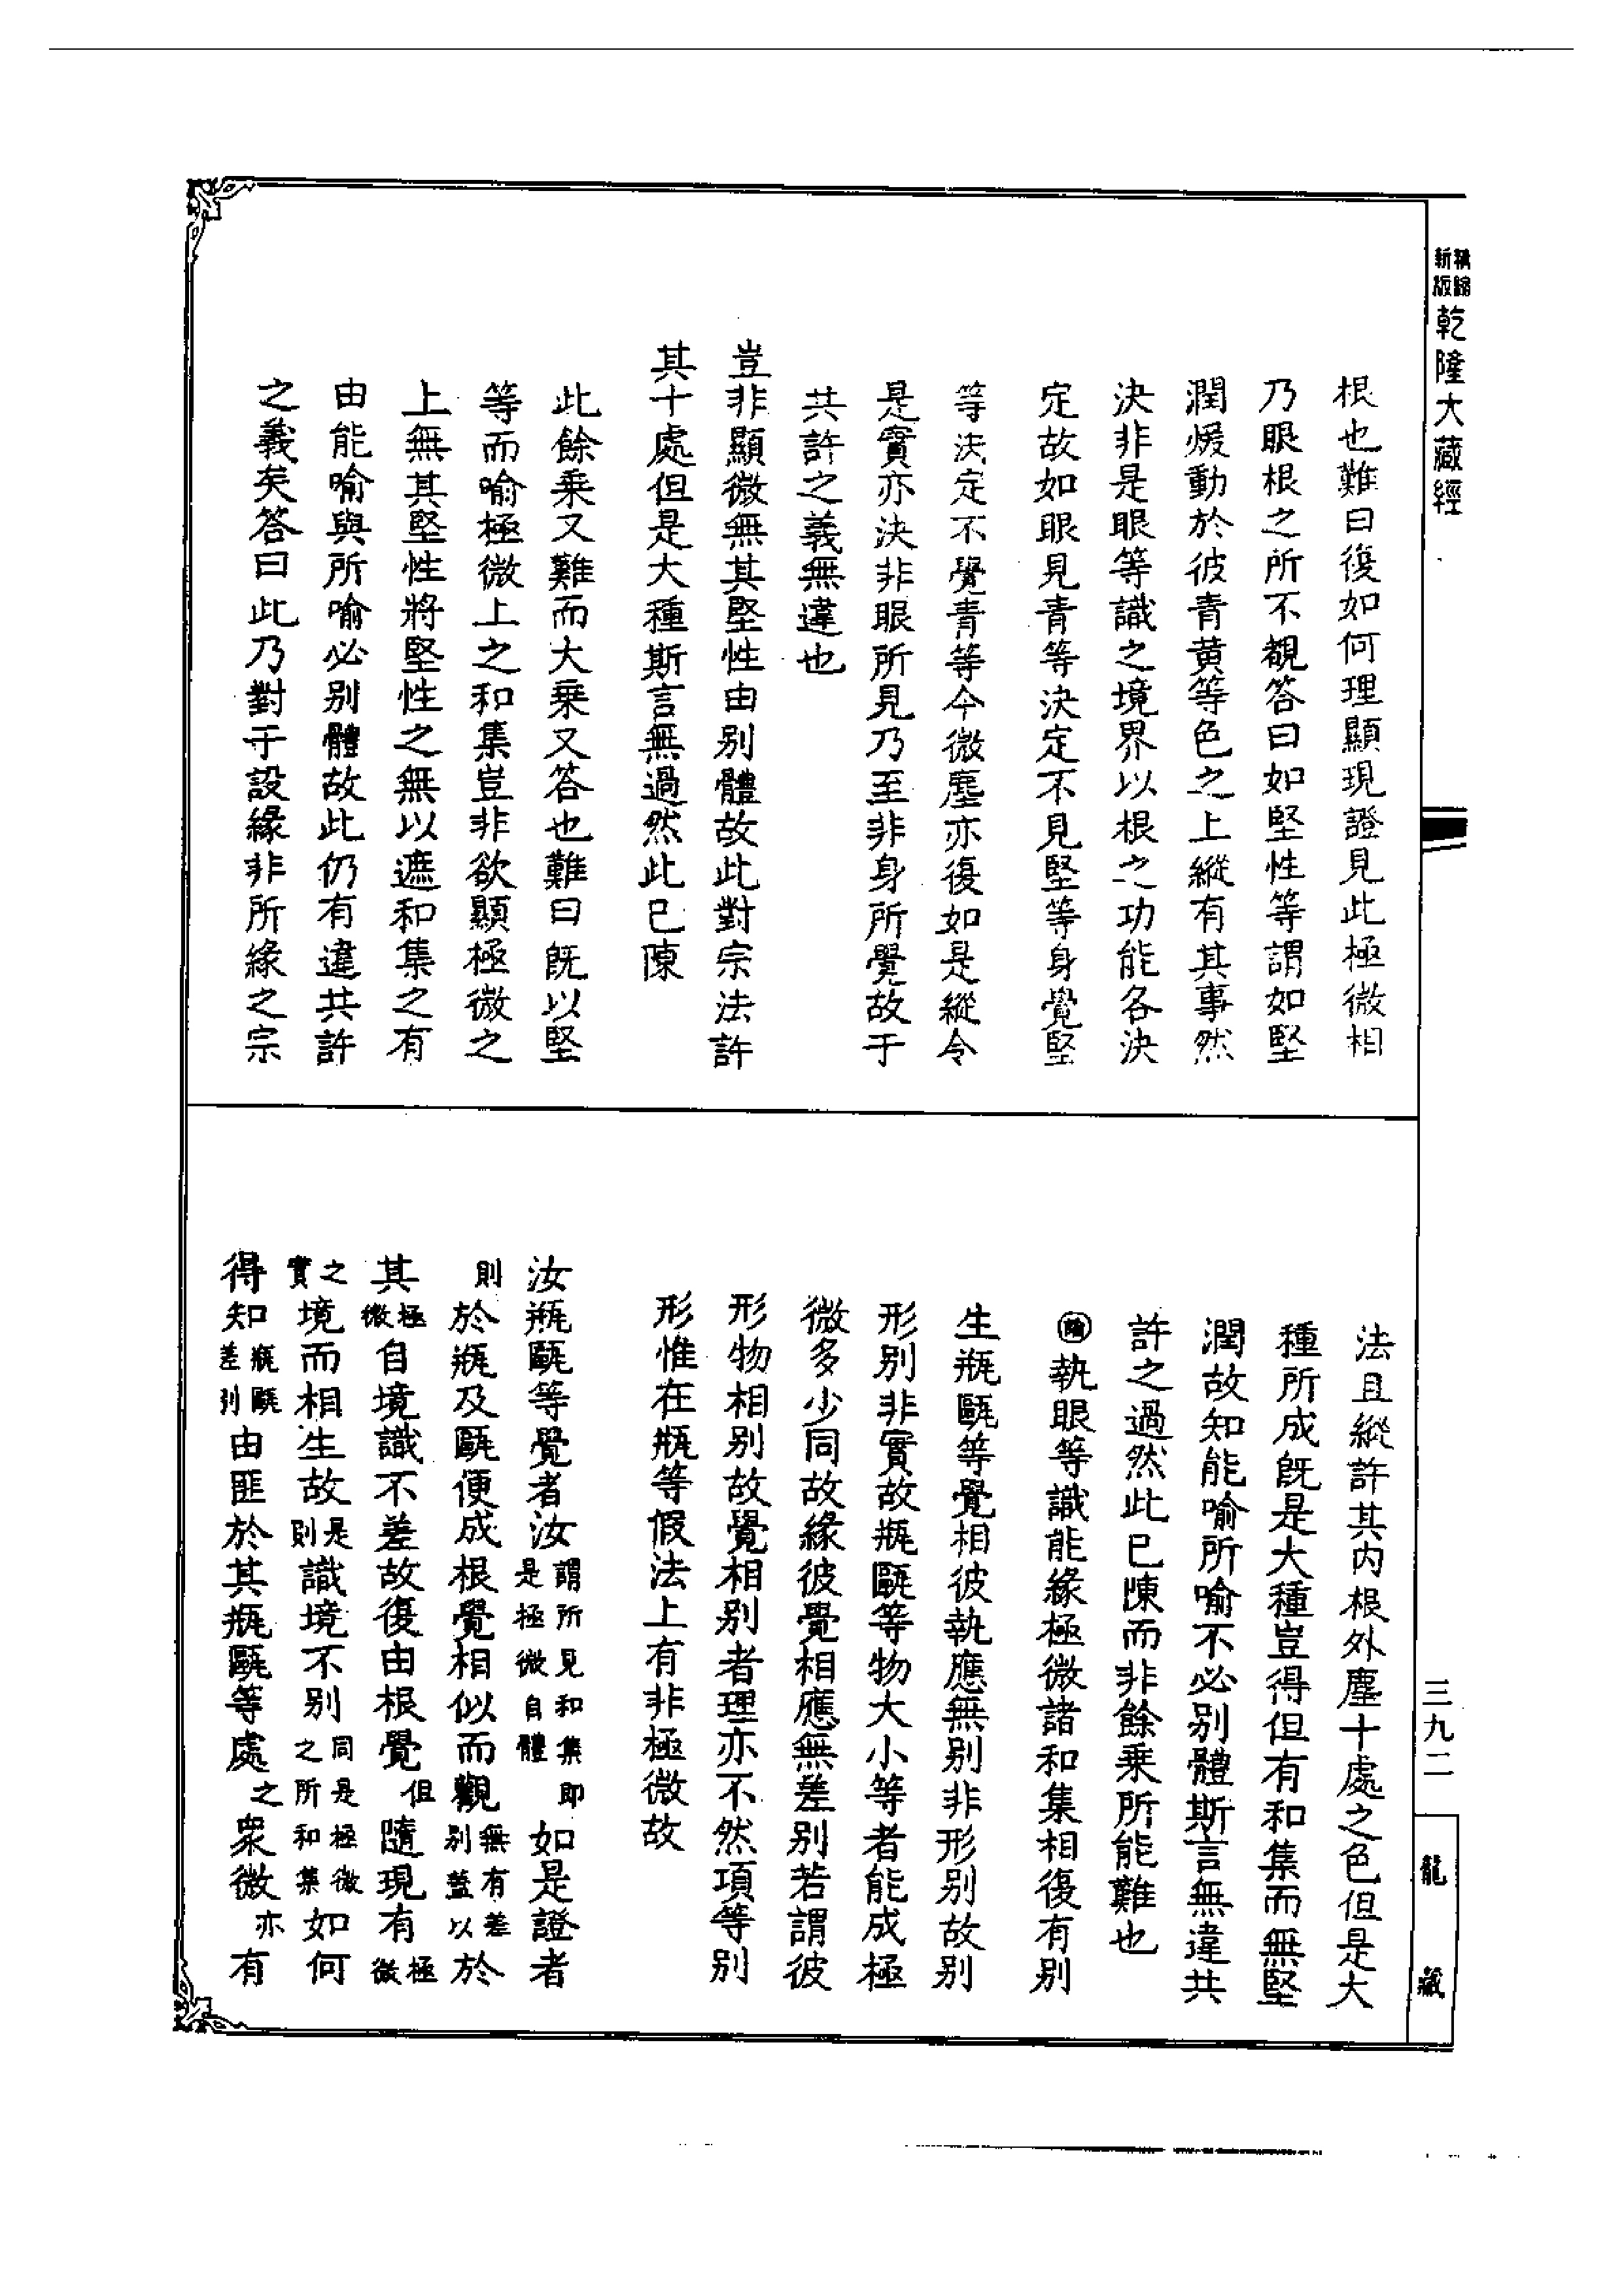 新版
乾隆大藏經
根也難曰復如何理顯現證見此極微相
乃眼根之所不覩答曰如堅性等謂如堅
潤煖動於彼青黃等色之上縱有其事然
決非是眼等識之境界以根之功能各決
定故如眼見青等決定不見堅等身覺堅
等決定不覺青等今微塵亦復如是縱令
是實亦決非眼所見乃至非身所覺故于
共許之義無違也
豈非顯微無其堅性由別體故此對宗法許
其十處但是大種斯言無過然此已陳
此餘乗又難而大乗又答也難曰既以堅
等而喻極微上之和集豈非欲顯極微之
上無其堅性將堅性之無以遮和集之有
由能喻與所喻必別體故此仍有違共許
之義矣答曰此乃對于設緣非所緣之宗
法且縱許其內根外塵十處之色但是大
種所成既是大種豈得但有和集而無堅
潤故知能喻所喻不必別體斯言無違共
許之過然此已陳而非餘乗所能難也
執眼等識能緣極微諸和集相復有別
生瓶甌等覺相彼執應無別非形別故別
形別非實故瓶甌等物大小等者能成極
微多少同故緣彼覺相應無差別若謂彼
形物相別故覺相別者理亦不然項等別
形惟在瓶等假法上有非極微故
汝瓶甌等覺者汝謂所見和集即是極微自體如是證者
則於瓶及甌便成根覺相似而觀無有差別葢以於
其極微自境識不差故復由根覺但隨現有極微
之實境而相生故是則識境不別同是極微之所和集如何
得知瓶甌差別由匪於其瓶甌等處之衆微亦有
三九二
龍藏